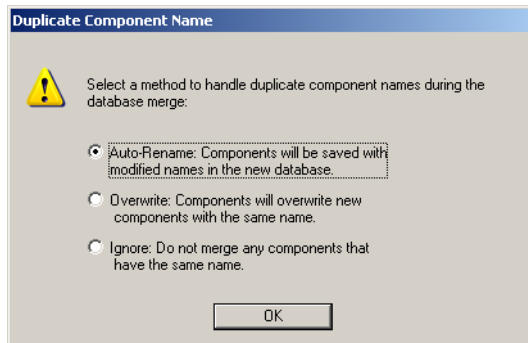 Duplicate Component Name
Select a method to handle duplicate component names during the
database merge:
Auto-Rename: Components will be saved with
modified names in the new database.
Overwrite: Components will overwrite new
components with the same name.
Ignore: Do not merge any components that
have the same name.
OK